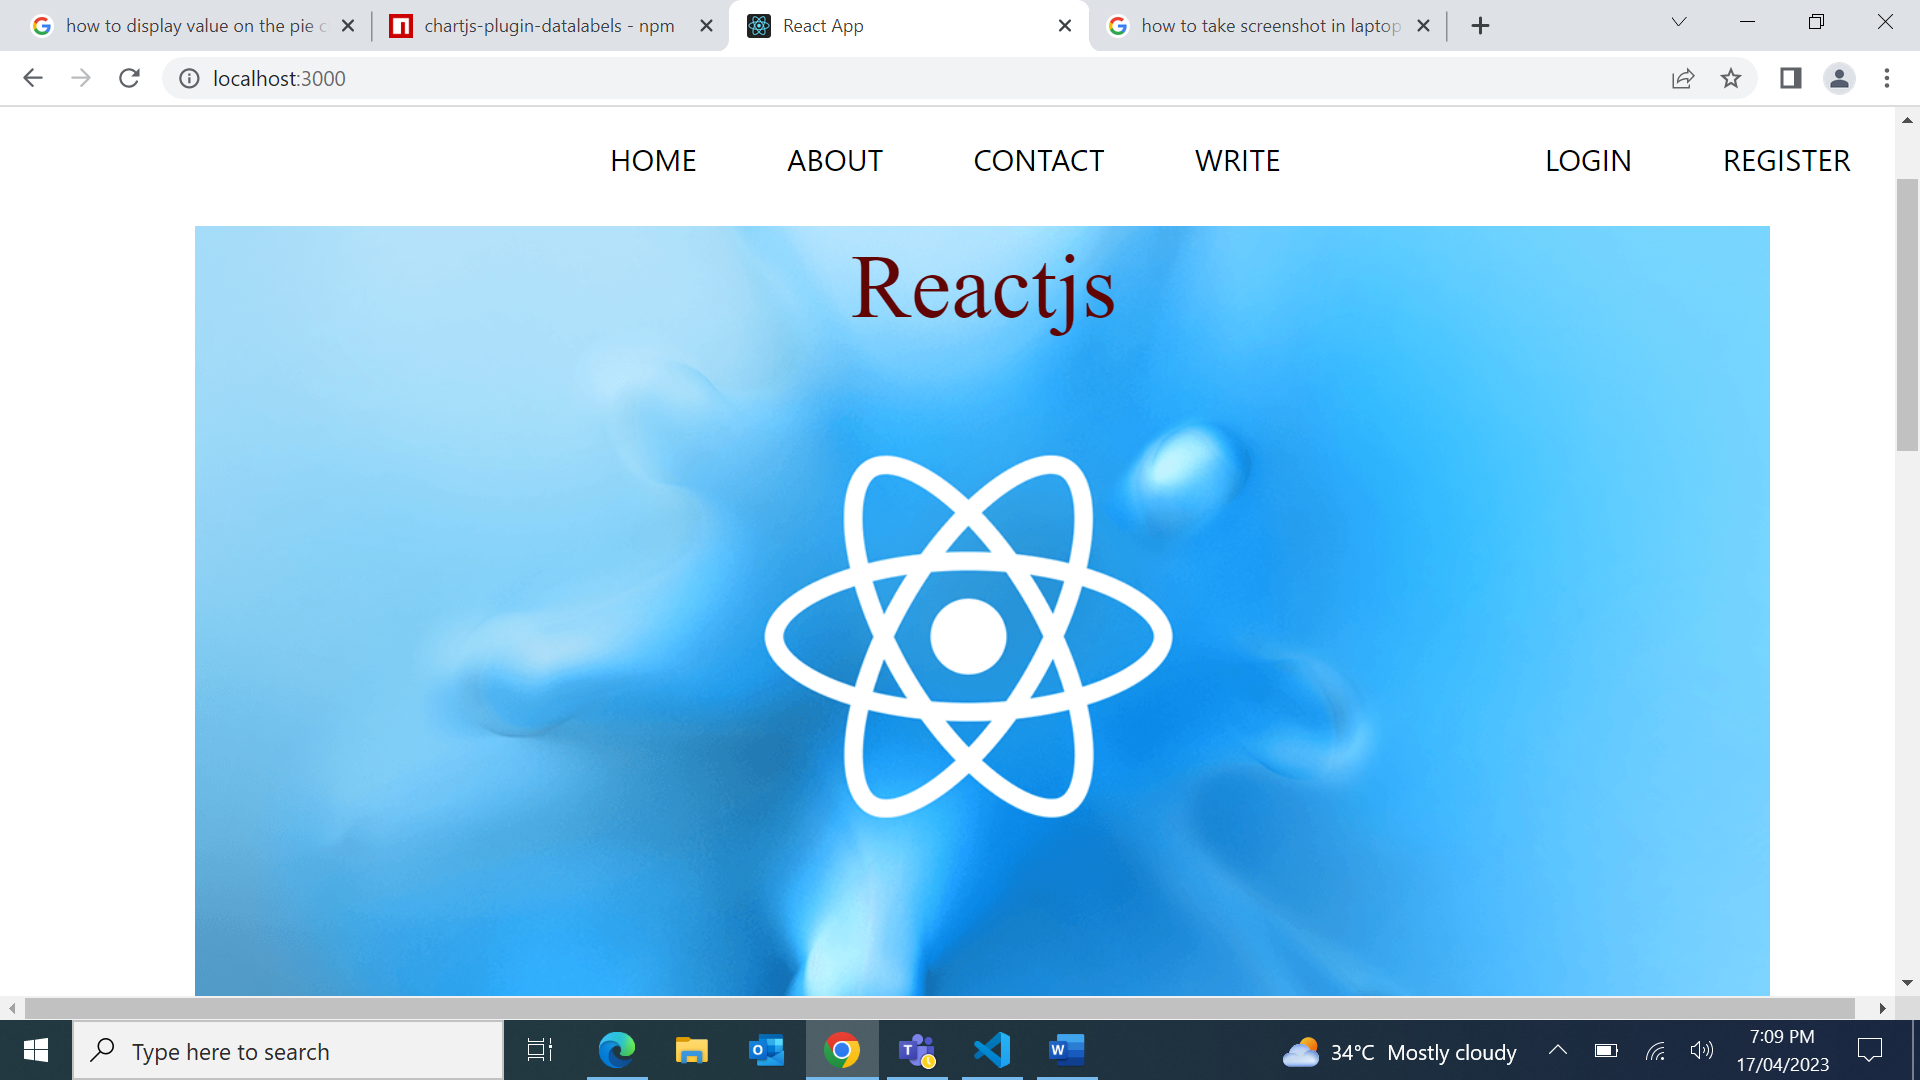 how to display value on the pie c
chartjs-plugin-datalabels - npm
React App
how to take screenshot in laptop
localhost:3000
HOME
ABOUT
CONTACT
WRITE
LOGIN
REGISTER
Reactjs
Type here to search
34°C Mostly cloudy
7:09 PM
17/04/2023